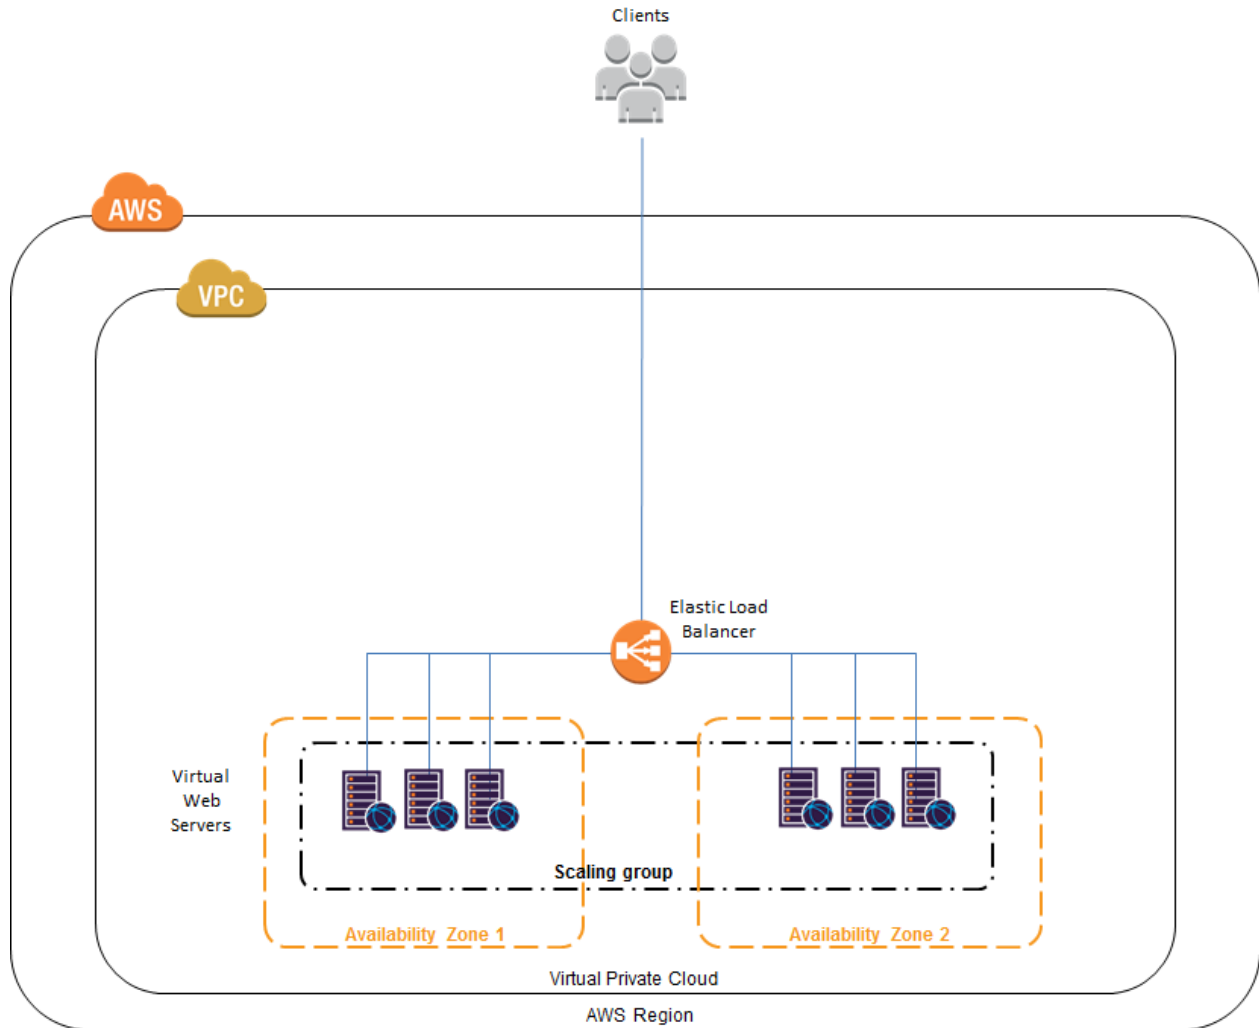 Clients
AWS
VPC
Elastic Load
Balancer
Virtual
Web
Servers
Scaling group
Availability Zone 1
Availability Zone 2
Virtual Private Cloud
AWS Region